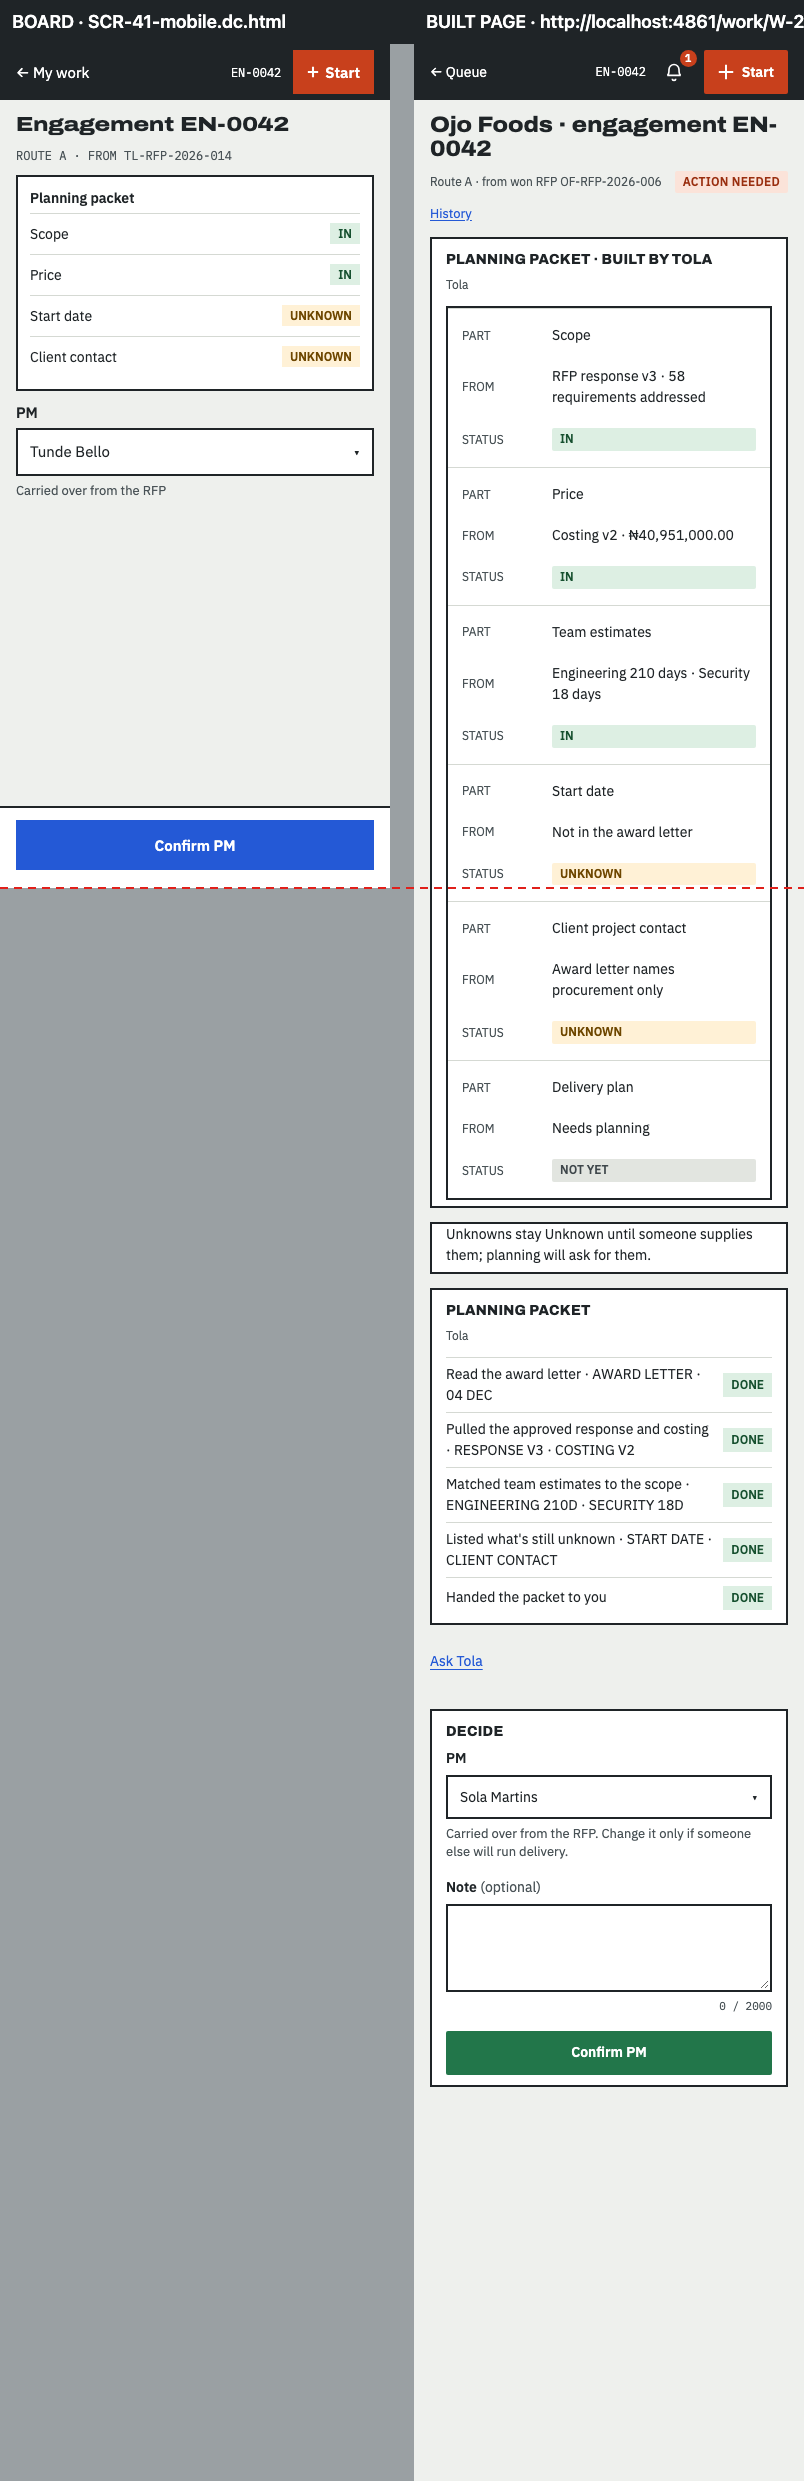 BOARD · SCR-41-mobile.dc.html
← My work
EN-0042
+ Start
Engagement EN-0042
ROUTE A · FROM TL-RFP-2026-014
Planning packet
Scope
IN
Price
IN
Start date
UNKNOWN
Client contact
UNKNOWN
PM
Tunde Bello
Carried over from the RFP
Confirm PM
BUILT PAGE · http://localhost:4861/work/W-2
← Queue
EN-0042
1
+ Start
Ojo Foods · engagement EN-
0042
Route A · from won RFP OF-RFP-2026-006
ACTION NEEDED
History
PLANNING PACKET · BUILT BY TOLA
Tola
PART
Scope
FROM
RFP response v3 · 58
requirements addressed
STATUS
IN
PART
Price
FROM
Costing v2 · ₦40,951,000.00
STATUS
IN
PART
Team estimates
FROM
Engineering 210 days · Security
18 days
STATUS
IN
PART
Start date
FROM
Not in the award letter
STATUS
UNKNOWN
PART
Client project contact
FROM
Award letter names
procurement only
STATUS
UNKNOWN
PART
Delivery plan
FROM
Needs planning
STATUS
NOT YET
Unknowns stay Unknown until someone supplies
them; planning will ask for them.
PLANNING PACKET
Tola
Read the award letter · AWARD LETTER ·
04 DEC
DONE
Pulled the approved response and costing
· RESPONSE V3 · COSTING V2
DONE
Matched team estimates to the scope ·
ENGINEERING 210D · SECURITY 18D
DONE
Listed what's still unknown · START DATE ·
CLIENT CONTACT
DONE
Handed the packet to you
DONE
Ask Tola
DECIDE
PM
Sola Martins
Carried over from the RFP. Change it only if someone
else will run delivery.
Note (optional)
0 / 2000
Confirm PM